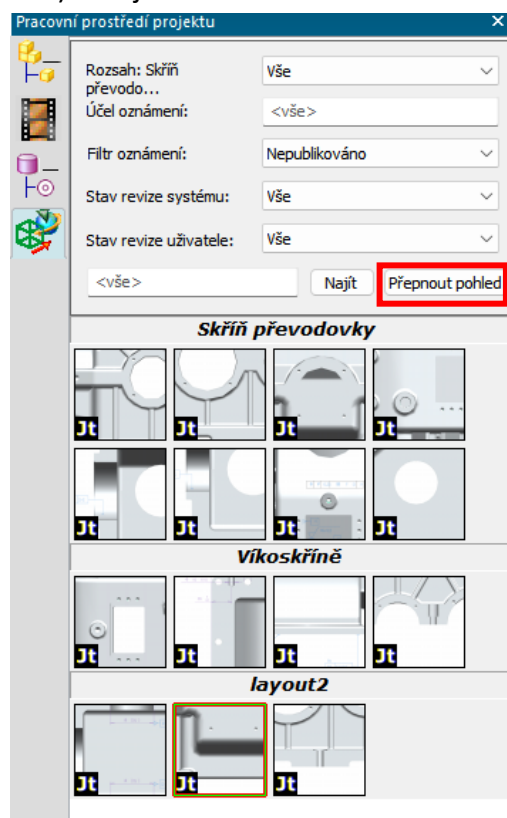 Pracovní prostředí projektu
Rozsah: Skříň
převodo...
Vše
Účel oznámení:
<vše>
Filtr oznámení:
Nepublikováno
Stav revize systému:
Vše
Stav revize uživatele:
Vše
<vše>
Najít
Přepnout pohled
Skříň převodovky
Jt Jt Jt Jt
Jt Jt Jt Jt
Víkoskříně
Jt Jt Jt Jt
layout2
Jt Jt Jt